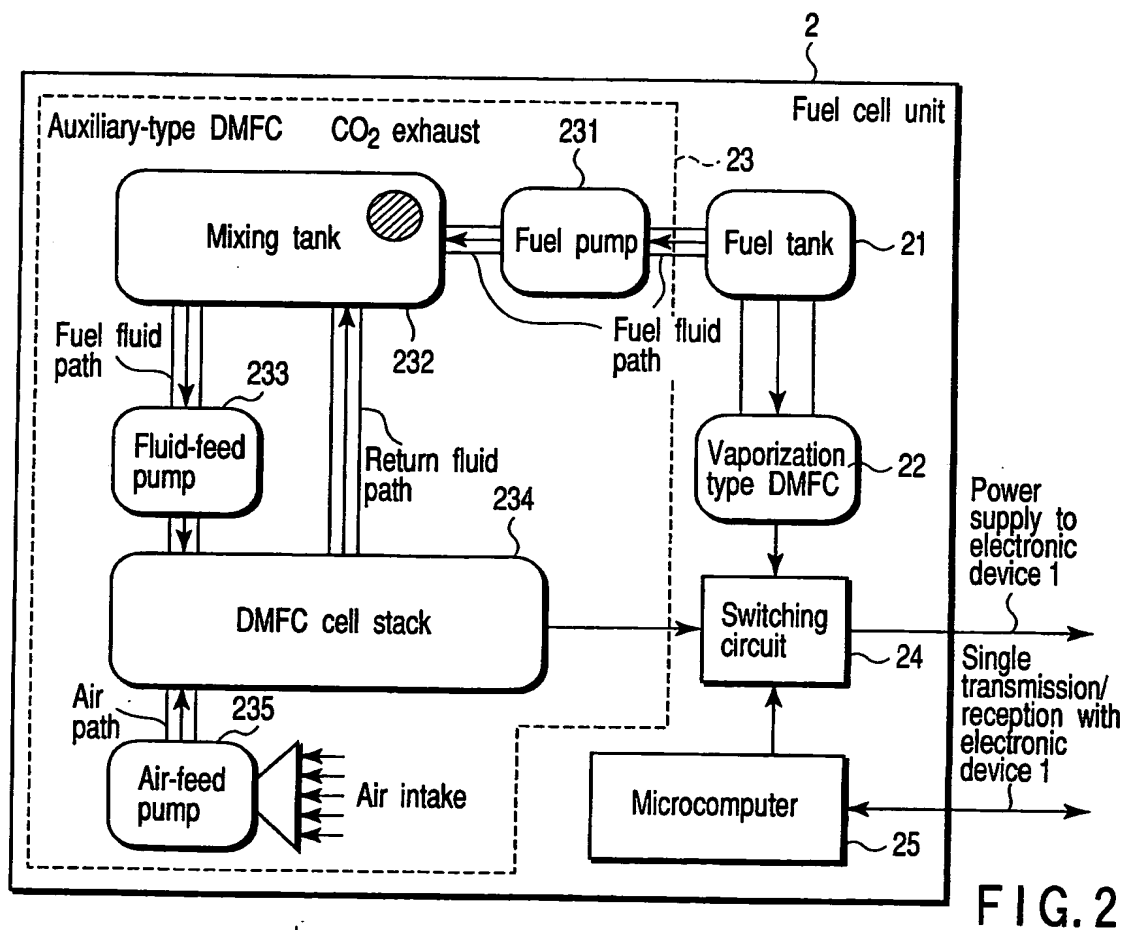 2
Fuel cell unit
Auxiliary-type DMFC
CO2 exhaust
231
23
Mixing tank
Fuel pump
Fuel tank
21
Fuel fluid
path
232
Fuel fluid
path
233
Fluid-feed
pump
Return fluid
path
Vaporization
type DMFC
22
234
Power
supply to
electronic
device 1
DMFC cell stack
Switching
circuit
24
Single
transmission/
reception with
electronic
device 1
Air
path
235
Air-feed
pump
Air intake
Microcomputer
25
FIG. 2